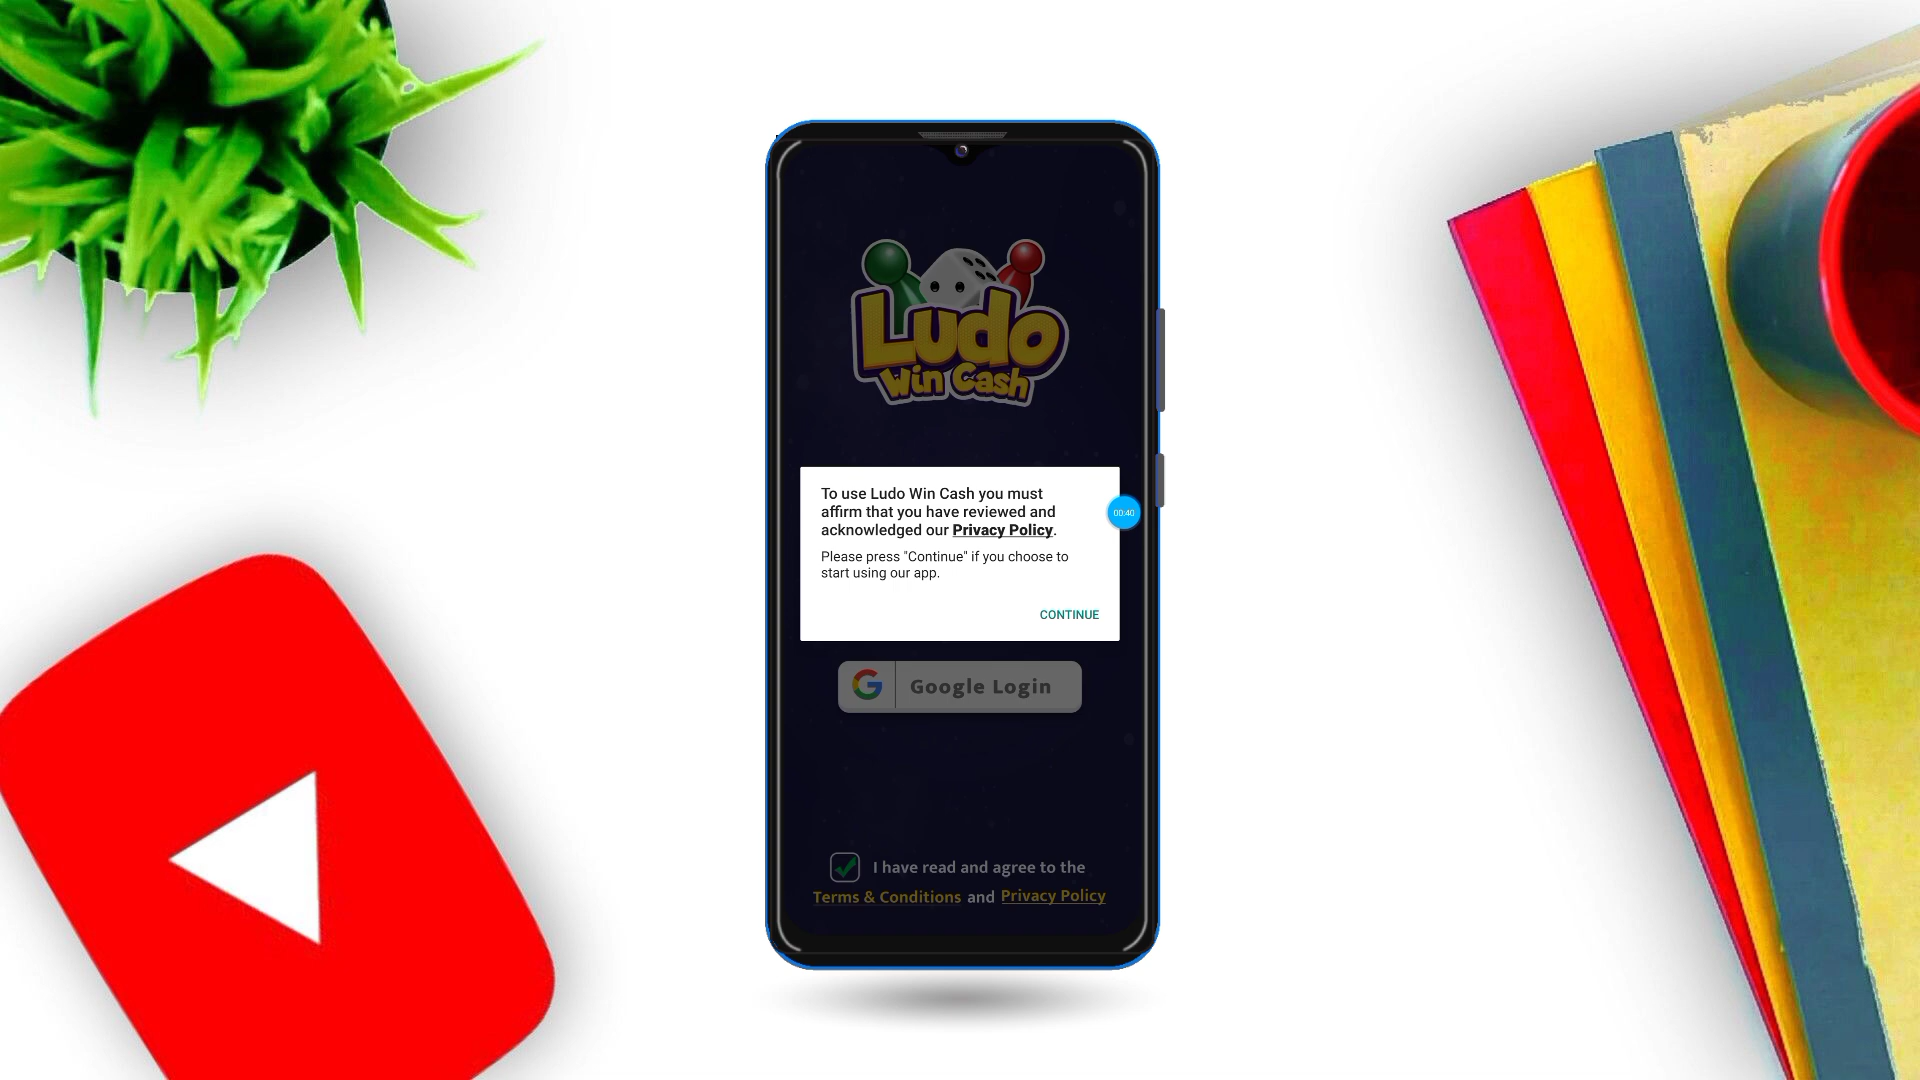 Ludo
Win Cash
To use Ludo Win Cash you must
affirm that you have reviewed and
acknowledged our Privacy Policy.
Please press "Continue" if you choose to
start using our app.
CONTINUE
00:40
G Google Login
I have read and agree to the
Terms & Conditions and Privacy Policy